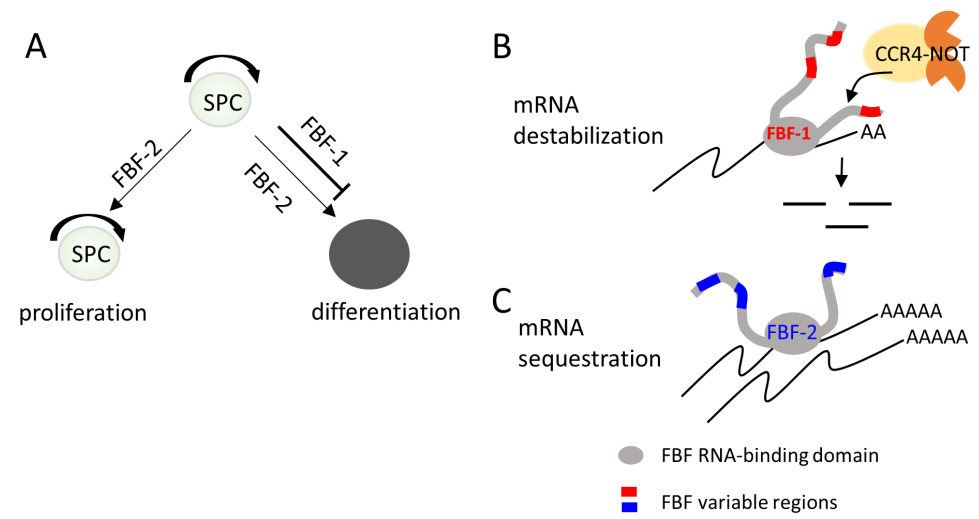 A
SPC
FBF-2
FBF-2
FBF-1
SPC
proliferation
differentiation
B
mRNA
destabilization
CCR4-NOT
FBF-1
AA
C
mRNA
sequestration
FBF-2
AAAAA
AAAAA
FBF RNA-binding domain
FBF variable regions